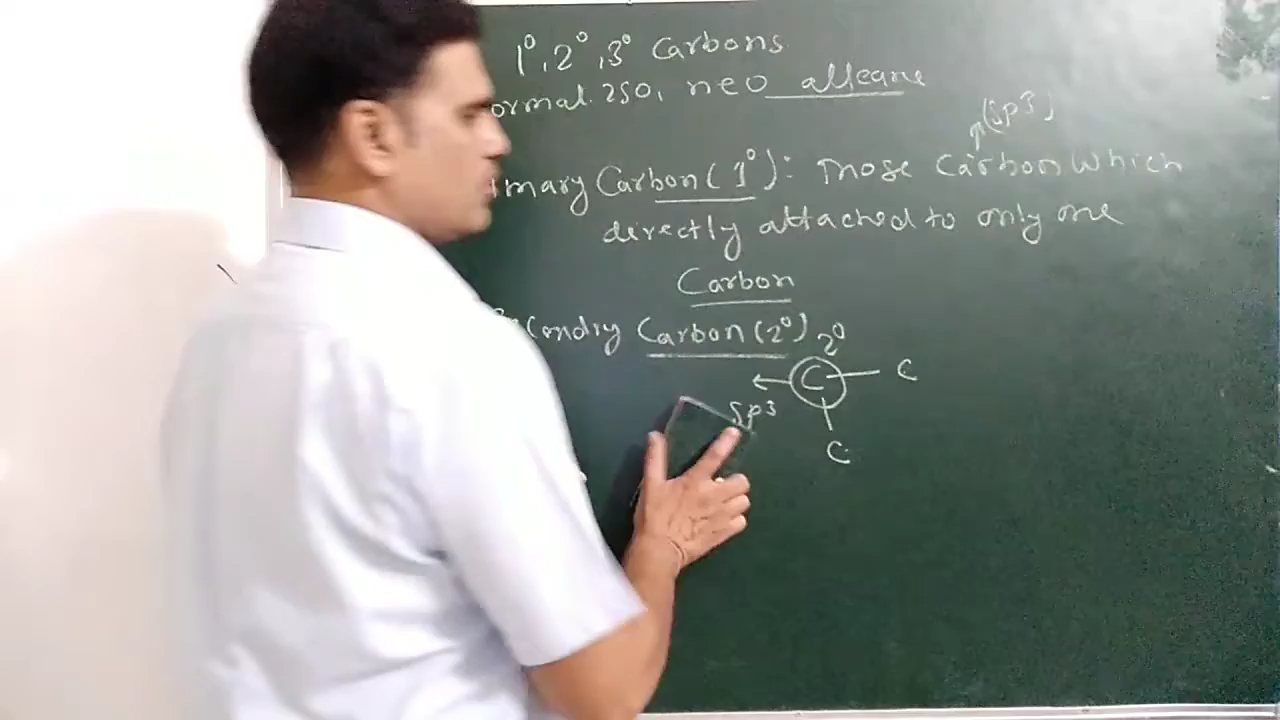 1°, 2°, 3° Carbons
ormal. ISO, neo alkane
(Sp3)
imary Carbon (1°): Those Carbon which
directly attached to only one
Carbon
Condry Carbon (2°) 2°
C C
Sp3
C